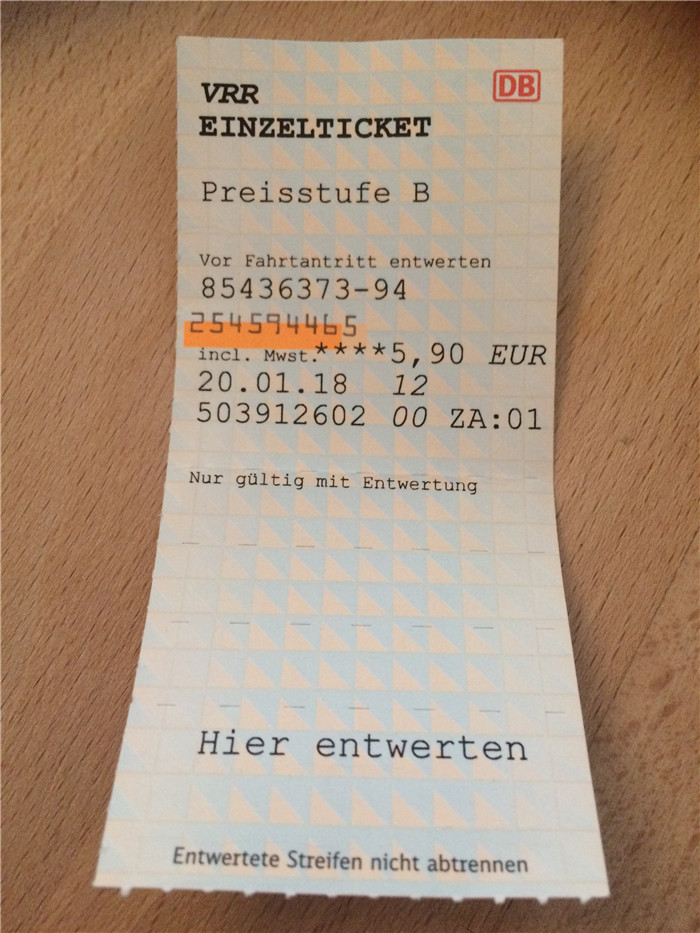 VRR
DB
EINZELTICKET
Preisstufe B
Vor Fahrtantritt entwerten
85436373-94
254594465
incl. Mwst.****5,90 EUR
20.01.18 12
503912602 00 ZA:01
Nur gültig mit Entwertung
Hier entwerten
Entwertete Streifen nicht abtrennen